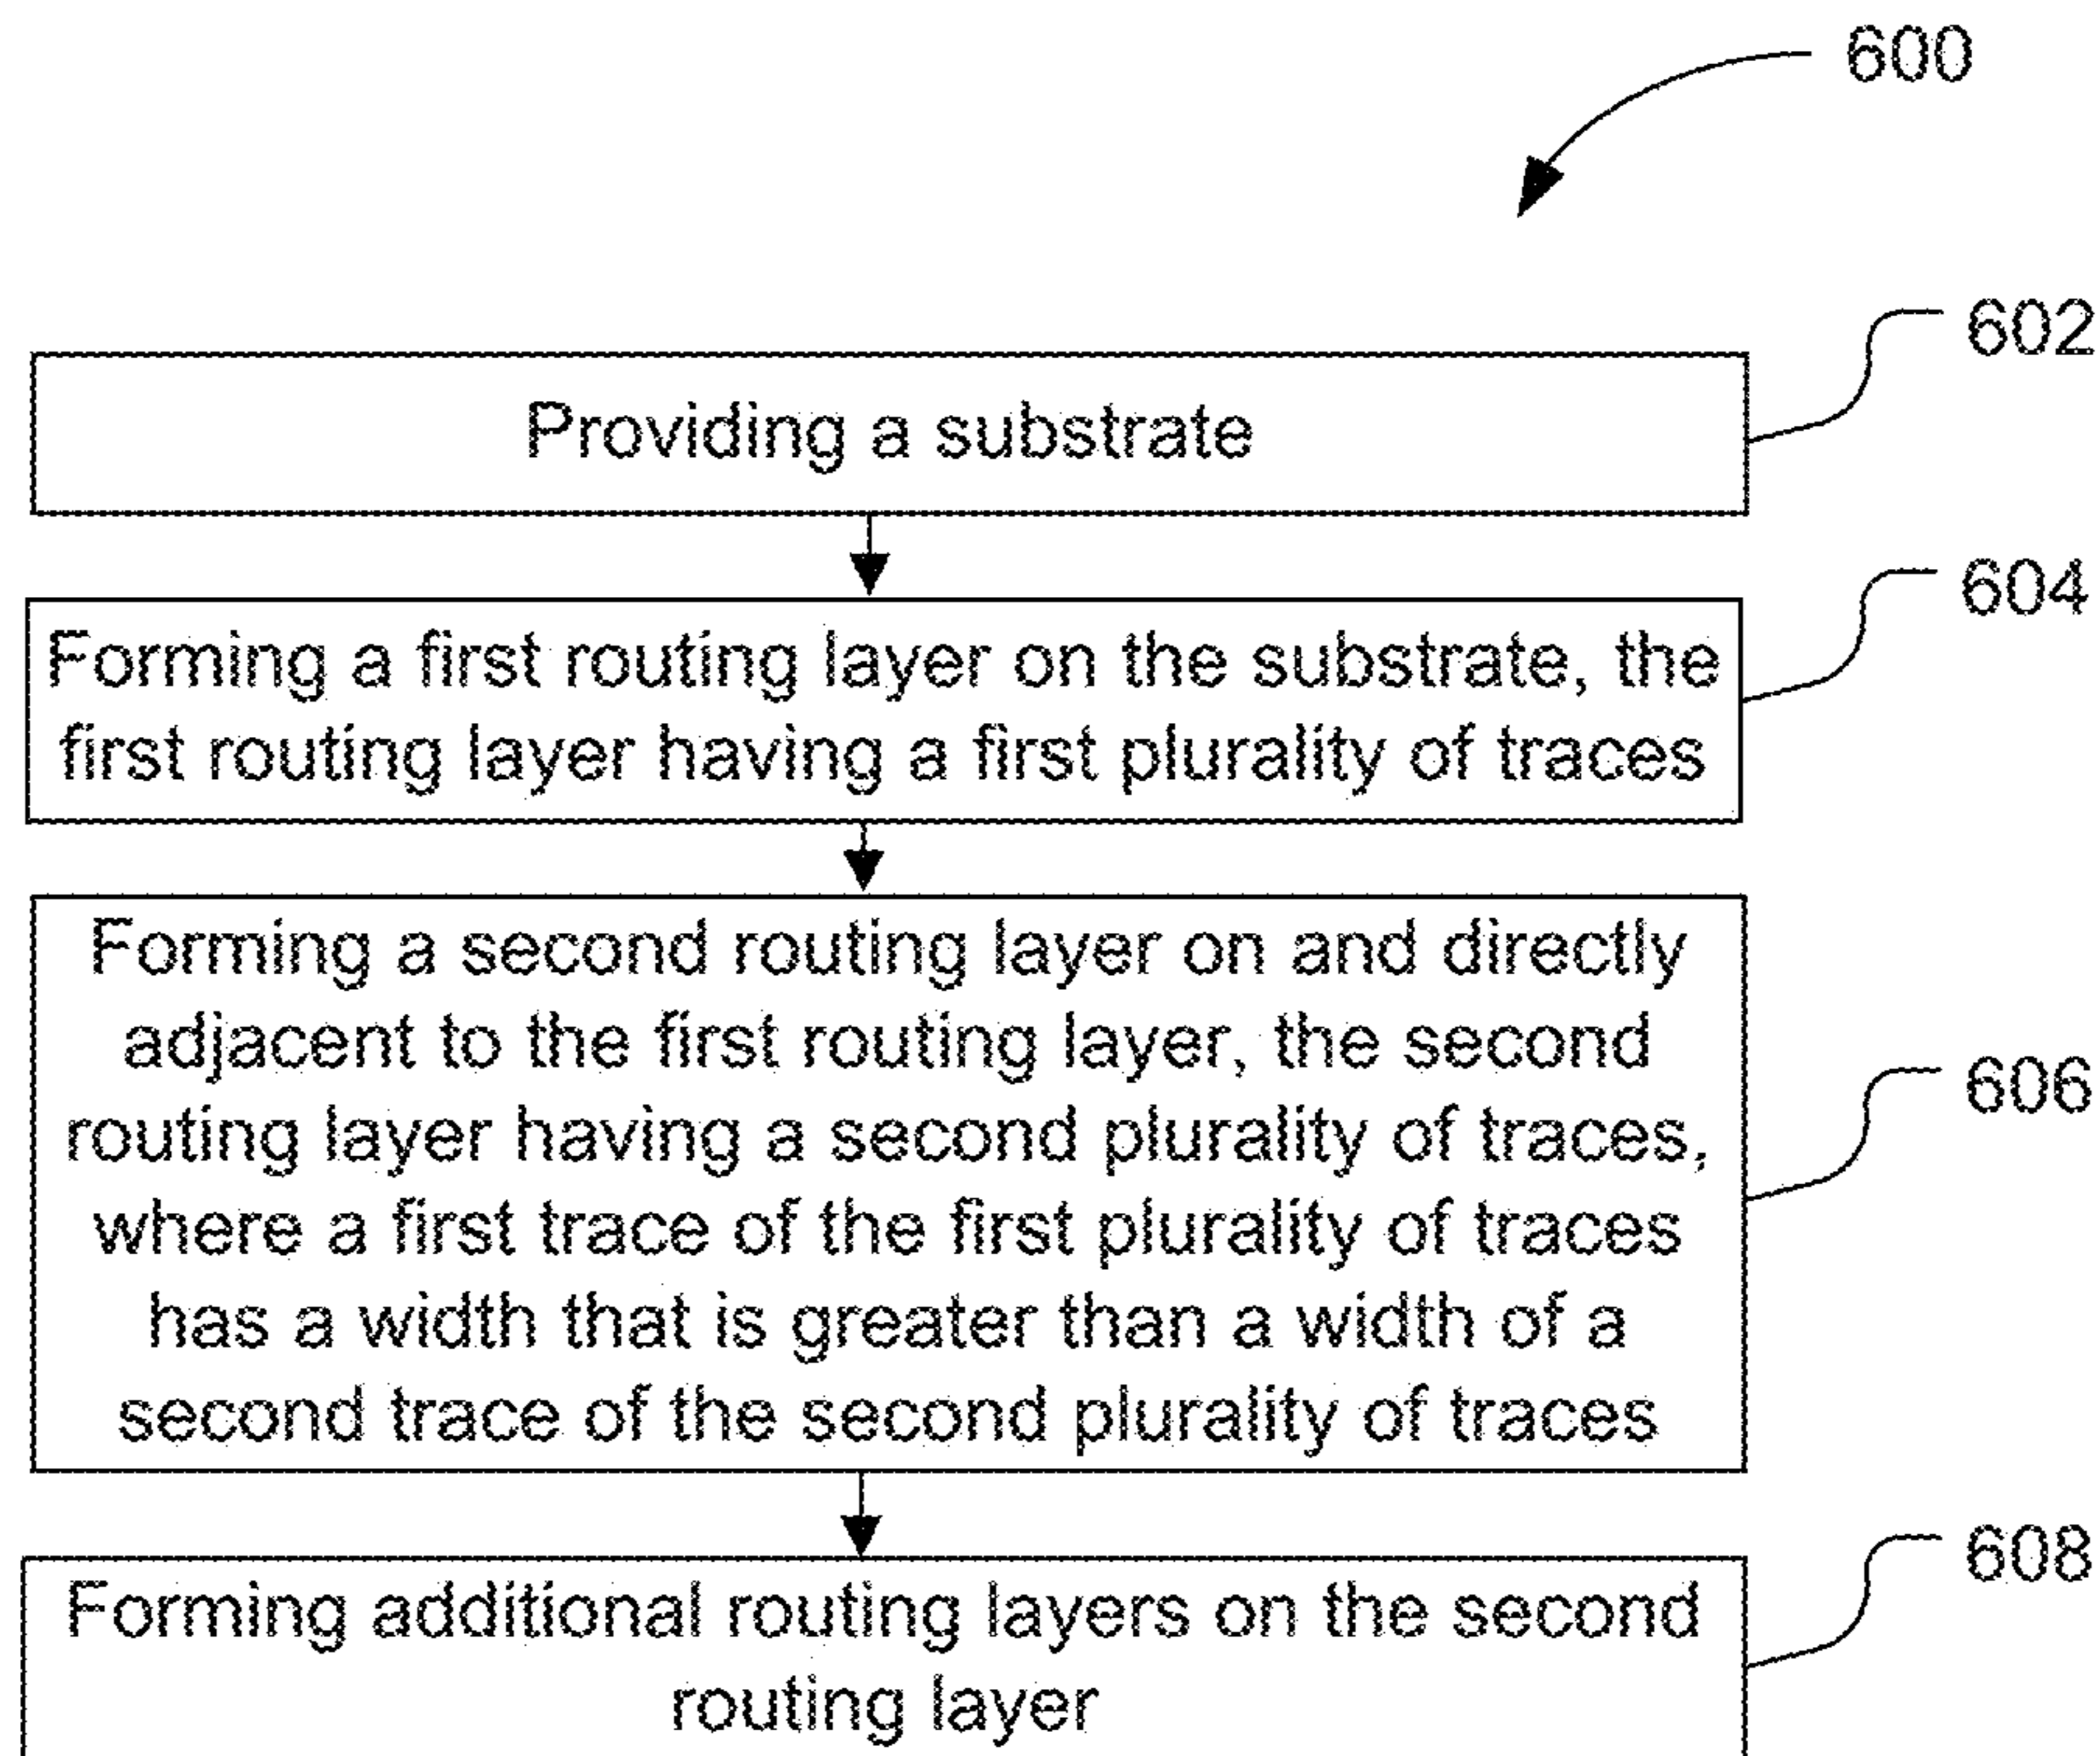 600
602
Providing a substrate
604
Forming a first routing layer on the substrate, the
first routing layer having a first plurality of traces
Forming a second routing layer on and directly
adjacent to the first routing layer, the second
606
routing layer having a second plurality of traces,
where a first trace of the first plurality of traces
has a width that is greater than a width of a
second trace of the second plurality of traces
608
Forming additional routing layers on the second
routing layer